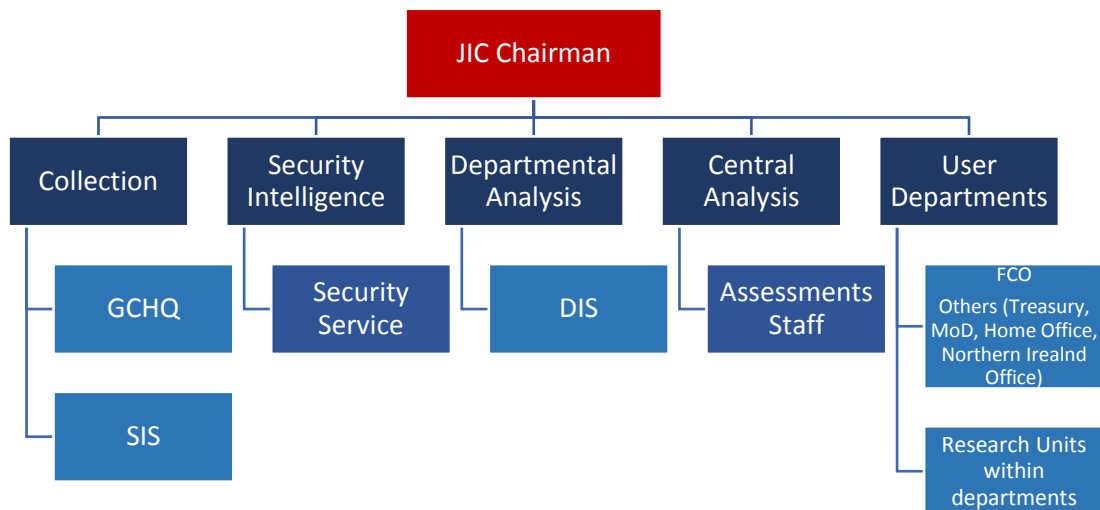 JIC Chairman
Collection
Security
Intelligence
Departmental
Analysis
Central
Analysis
User
Departments
GCHQ
Security
Service
DIS
Assessments
Staff
FCO
Others (Treasury,
MoD, Home Office,
Northern Irealnd
Office)
SIS
Research Units
within
departments